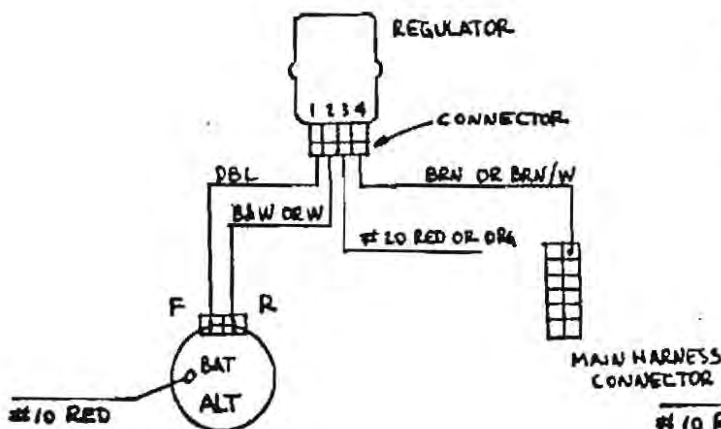 REGULATOR
1 2 3 4
CONNECTOR
DBL
BRN OR BRN/W
B&W OR W
#20 RED OR ORG
F R
BAT
ALT
MAIN HARNESS
CONNECTOR
#10 RED
#10 R